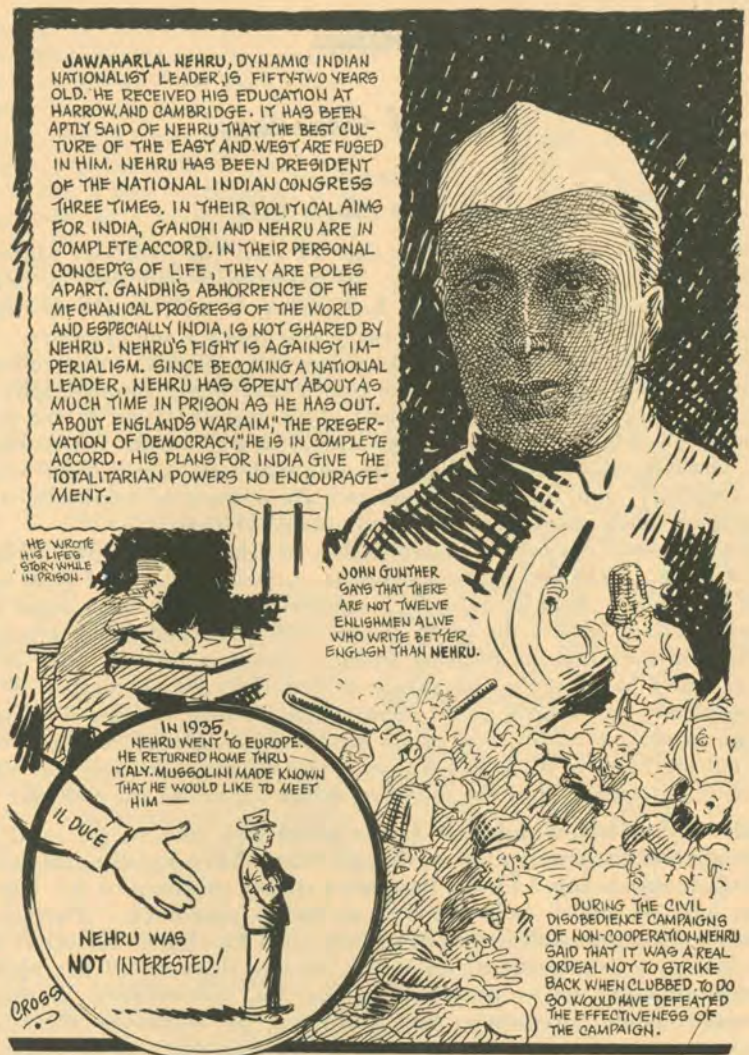 JAWAHARLAL NEHRU, DYNAMIC INDIAN
NATIONALIST LEADER, IS FIFTY-TWO YEARS
OLD. HE RECEIVED HIS EDUCATION AT
HARROW, AND CAMBRIDGE. IT HAS BEEN
APTLY SAID OF NEHRU THAT THE BEST CUL-
TURE OF THE EAST AND WEST ARE FUSED
IN HIM. NEHRU HAS BEEN PRESIDENT
OF THE NATIONAL INDIAN CONGRESS
THREE TIMES. IN THEIR POLITICAL AIMS
FOR INDIA, GANDHI AND NEHRU ARE IN
COMPLETE ACCORD. IN THEIR PERSONAL
CONCEPTS OF LIFE, THEY ARE POLES
APART. GANDHI'S ABHORRENCE OF THE
MECHANICAL PROGRESS OF THE WORLD
AND ESPECIALLY INDIA, IS NOT SHARED BY
NEHRU. NEHRU'S FIGHT IS AGAINST IM-
PERIALISM. SINCE BECOMING A NATIONAL
LEADER, NEHRU HAS SPENT ABOUT AS
MUCH TIME IN PRISON AS HE HAS OUT.
ABOUT ENGLAND'S WAR AIM, "THE PRESER-
VATION OF DEMOCRACY," HE IS IN COMPLETE
ACCORD. HIS PLANS FOR INDIA GIVE THE
TOTALITARIAN POWERS NO ENCOURAGE-
MENT.
HE WROTE
HIS LIFE'S
STORY WHILE
IN PRISON.
JOHN GUNTHER
SAYS THAT THERE
ARE NOT TWELVE
ENLISHMEN ALIVE
WHO WRITE BETTER
ENGLISH THAN NEHRU.
IN 1935,
NEHRU WENT TO EUROPE.
HE RETURNED HOME THRU
ITALY. MUSSOLINI MADE KNOWN
THAT HE WOULD LIKE TO MEET
HIM —
IL DUCE
NEHRU WAS
NOT INTERESTED!
CROSS
DURING THE CIVIL
DISOBEDIENCE CAMPAIGNS
OF NON-COOPERATION, NEHRU
SAID THAT IT WAS A REAL
ORDEAL NOT TO STRIKE
BACK WHEN CLUBBED. TO DO
SO WOULD HAVE DEFEATED
THE EFFECTIVENESS OF
THE CAMPAIGN.